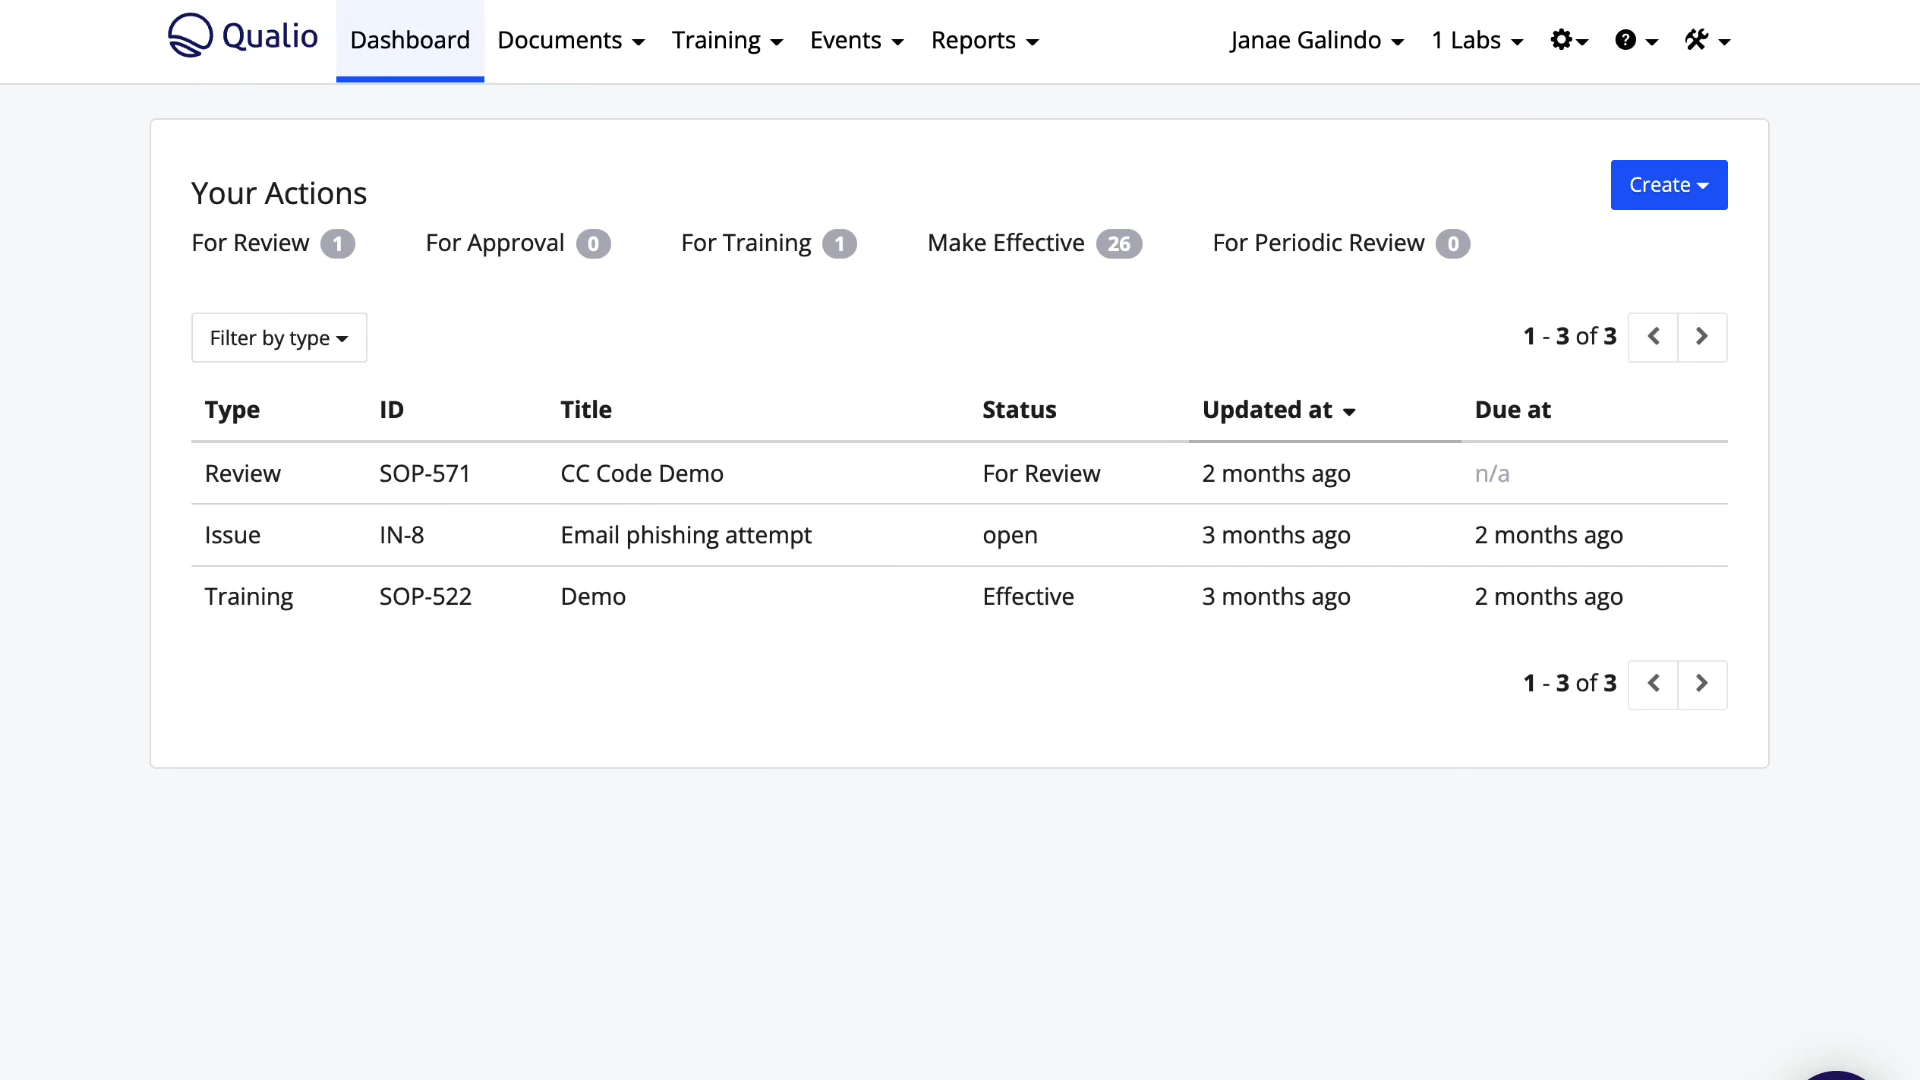 Qualio Dashboard Documents Training Events Reports Janae Galindo 1 Labs
Your Actions
Create
For Review 1 For Approval 0 For Training 1 Make Effective 26 For Periodic Review 0
Filter by type
1 - 3 of 3
Type ID Title Status Updated at Due at
Review SOP-571 CC Code Demo For Review 2 months ago n/a
Issue IN-8 Email phishing attempt open 3 months ago 2 months ago
Training SOP-522 Demo Effective 3 months ago 2 months ago
1 - 3 of 3